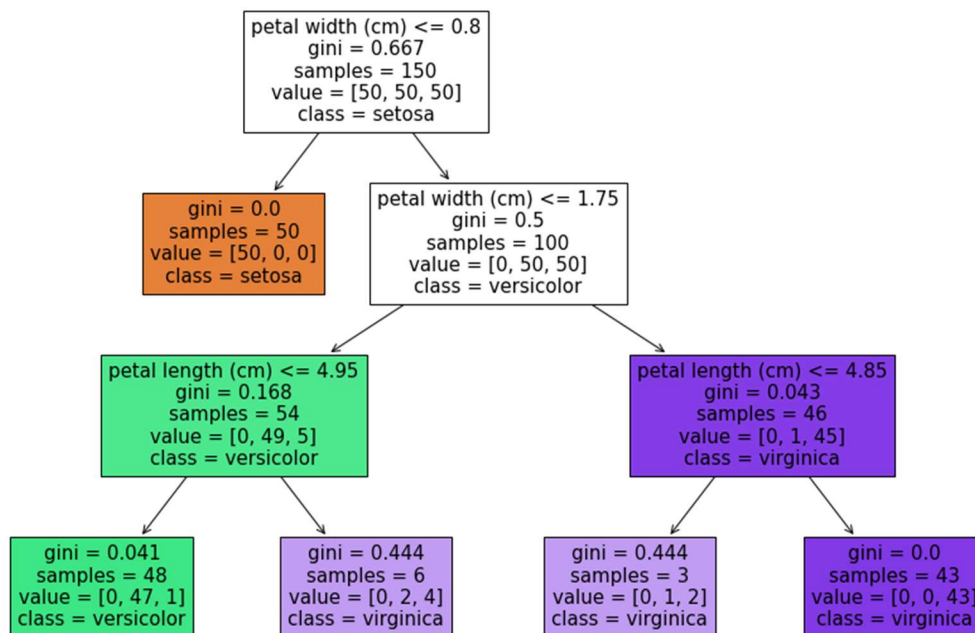 petal width (cm) <= 0.8
gini = 0.667
samples = 150
value = [50, 50, 50]
class = setosa
gini = 0.0
samples = 50
value = [50, 0, 0]
class = setosa
petal width (cm) <= 1.75
gini = 0.5
samples = 100
value = [0, 50, 50]
class = versicolor
petal length (cm) <= 4.95
gini = 0.168
samples = 54
value = [0, 49, 5]
class = versicolor
petal length (cm) <= 4.85
gini = 0.043
samples = 46
value = [0, 1, 45]
class = virginica
gini = 0.041
samples = 48
value = [0, 47, 1]
class = versicolor
gini = 0.444
samples = 6
value = [0, 2, 4]
class = virginica
gini = 0.444
samples = 3
value = [0, 1, 2]
class = virginica
gini = 0.0
samples = 43
value = [0, 0, 43]
class = virginica